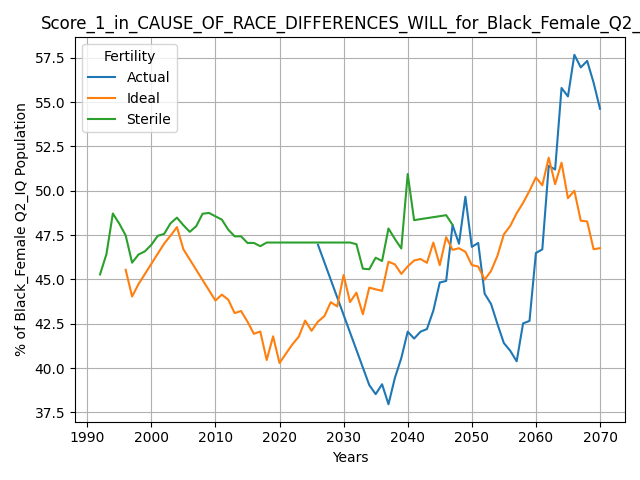 Score_1_in_CAUSE_OF_RACE_DIFFERENCES_WILL_for_Black_Female_Q2_
Fertility
Actual
Ideal
Sterile
% of Black_Female Q2_IQ Population
57.5
55.0
52.5
50.0
47.5
45.0
42.5
40.0
37.5
1990 2000 2010 2020 2030 2040 2050 2060 2070
Years